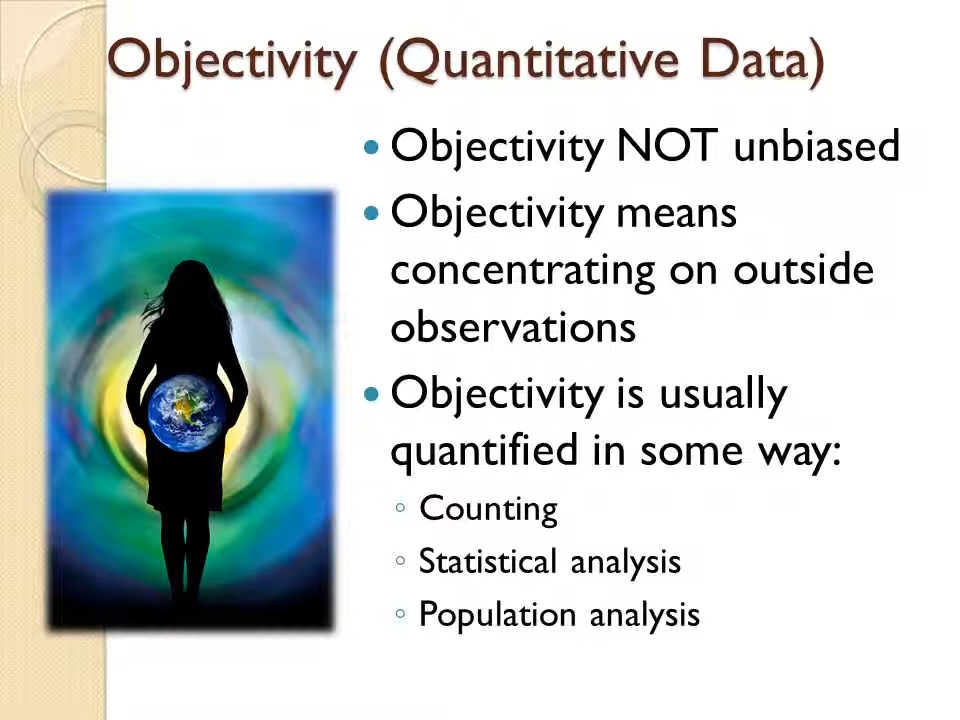 Objectivity (Quantitative Data)
• Objectivity NOT unbiased
• Objectivity means
concentrating on outside
observations
• Objectivity is usually
quantified in some way:
◦ Counting
◦ Statistical analysis
◦ Population analysis